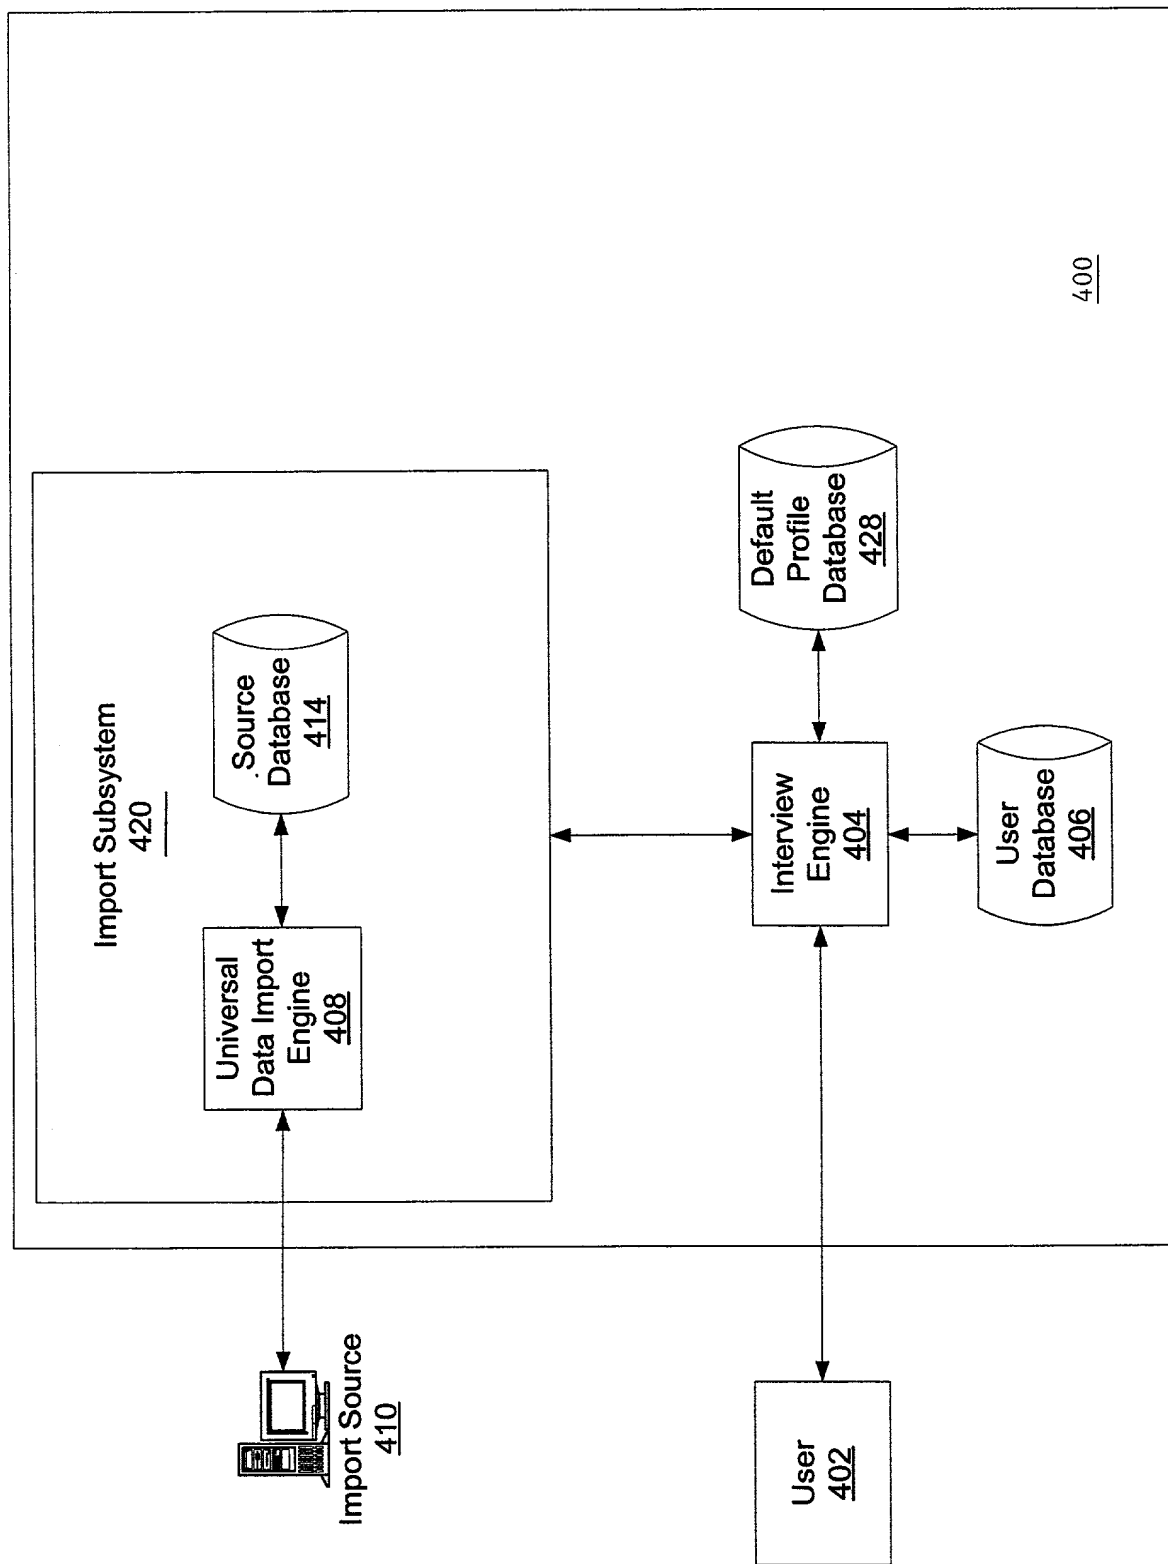 Import Subsystem
420
Import Source
410
Universal
Data Import
Engine
408
Source
Database
414
User
402
Interview
Engine
404
Default
Profile
Database
428
User
Database
406
400